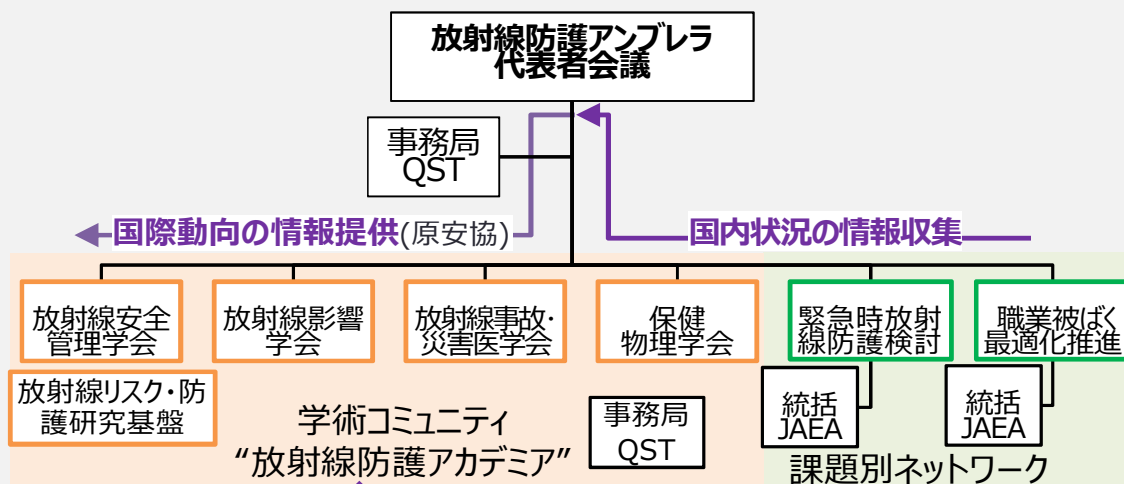 放射線防護アンブレラ
代表者会議
事務局
QST
国際動向の情報提供(原安協)
国内状況の情報収集
放射線安全
管理学会
放射線影響
学会
放射線事故・
災害医学会
保健
物理学会
緊急時放射
線防護検討
職業被ばく
最適化推進
放射線リスク・防
護研究基盤
学術コミュニティ
“放射線防護アカデミア”
事務局
QST
統括
JAEA
統括
JAEA
課題別ネットワーク